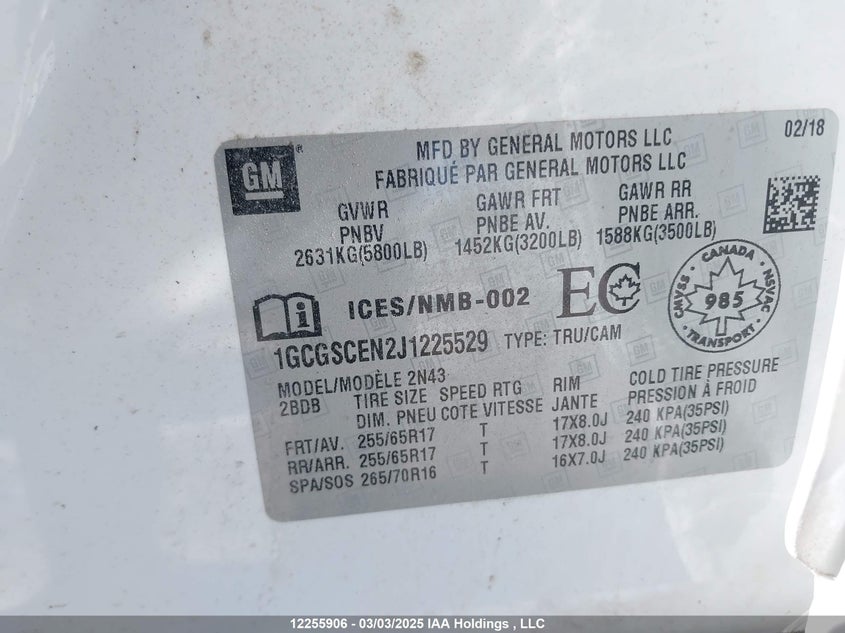 GM
MFD BY GENERAL MOTORS LLC 02/18
FABRIQUÉ PAR GENERAL MOTORS LLC
GVWR GAWR FRT GAWR RR
PNBV PNBE AV. PNBE ARR.
2631KG(5800LB) 1452KG(3200LB) 1588KG(3500LB)
ICES/NMB-002 EC
CANADA
CMVSS 985 NSVAC
TRANSPORT
1GCGSCEN2J1225529 TYPE: TRU/CAM
MODEL/MODÈLE 2N43
2BDB TIRE SIZE SPEED RTG RIM COLD TIRE PRESSURE
DIM. PNEU COTE VITESSE JANTE PRESSION À FROID
FRT/AV. 255/65R17 T 17X8.0J 240 KPA(35PSI)
RR/ARR. 255/65R17 T 17X8.0J 240 KPA(35PSI)
SPA/SOS 265/70R16 T 16X7.0J 240 KPA(35PSI)
12255906 - 03/03/2025 IAA Holdings , LLC